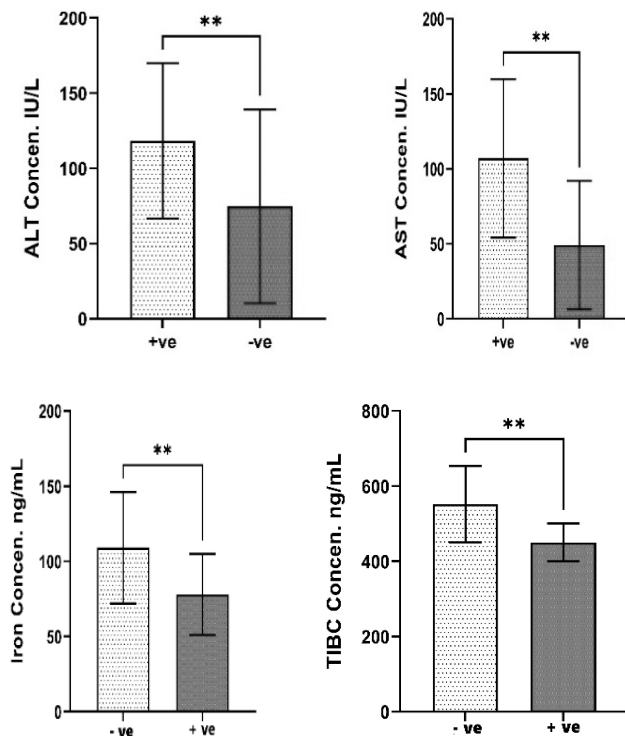 ALT Concen. IU/L
200
150
100
50
0
**
+ve
-ve
AST Concen. IU/L
200
150
100
50
0
**
+ve
-ve
Iron Concen. ng/mL
200
150
100
50
0
**
- ve
+ ve
TIBC Concen. ng/mL
800
600
400
200
0
**
- ve
+ ve